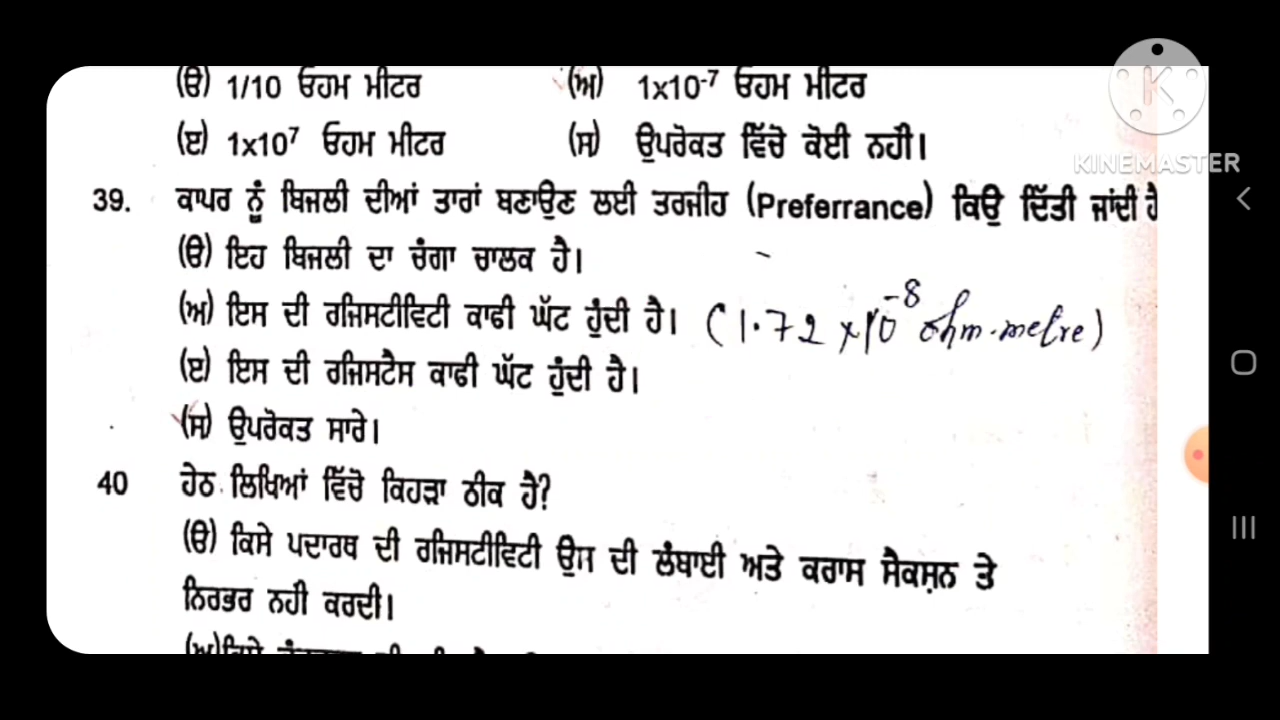 (ੳ) 1/10 ਓਹਮ ਮੀਟਰ (ਅ) 1x10⁻⁷ ਓਹਮ ਮੀਟਰ
(ੲ) 1x10⁷ ਓਹਮ ਮੀਟਰ (ਸ) ਉਪਰੋਕਤ ਵਿੱਚੋ ਕੋਈ ਨਹੀ।
KINEMASTER
39. ਕਾਪਰ ਨੂੰ ਬਿਜਲੀ ਦੀਆਂ ਤਾਰਾਂ ਬਣਾਉਣ ਲਈ ਤਰਜੀਹ (Preferrance) ਕਿਉ ਦਿੱਤੀ ਜਾਂਦੀ ਹੈ
(ੳ) ਇਹ ਬਿਜਲੀ ਦਾ ਚੰਗਾ ਚਾਲਕ ਹੈ।
(ਅ) ਇਸ ਦੀ ਰਜਿਸਟੀਵਿਟੀ ਕਾਫੀ ਘੱਟ ਹੁੰਦੀ ਹੈ। (1.72 x10⁻⁸ ohm.metre)
(ੲ) ਇਸ ਦੀ ਰਜਿਸਟੈਸ ਕਾਫੀ ਘੱਟ ਹੁੰਦੀ ਹੈ।
(ਸ) ਉਪਰੋਕਤ ਸਾਰੇ।
40 ਹੇਠ ਲਿਖਿਆਂ ਵਿੱਚੋ ਕਿਹੜਾ ਠੀਕ ਹੈ?
(ੳ) ਕਿਸੇ ਪਦਾਰਥ ਦੀ ਰਜਿਸਟੀਵਿਟੀ ਉਸ ਦੀ ਲੰਬਾਈ ਅਤੇ ਕਰਾਸ ਸੈਕਸ਼ਨ ਤੇ
ਨਿਰਭਰ ਨਹੀ ਕਰਦੀ।
(ਅ) ਕਿਸੇ